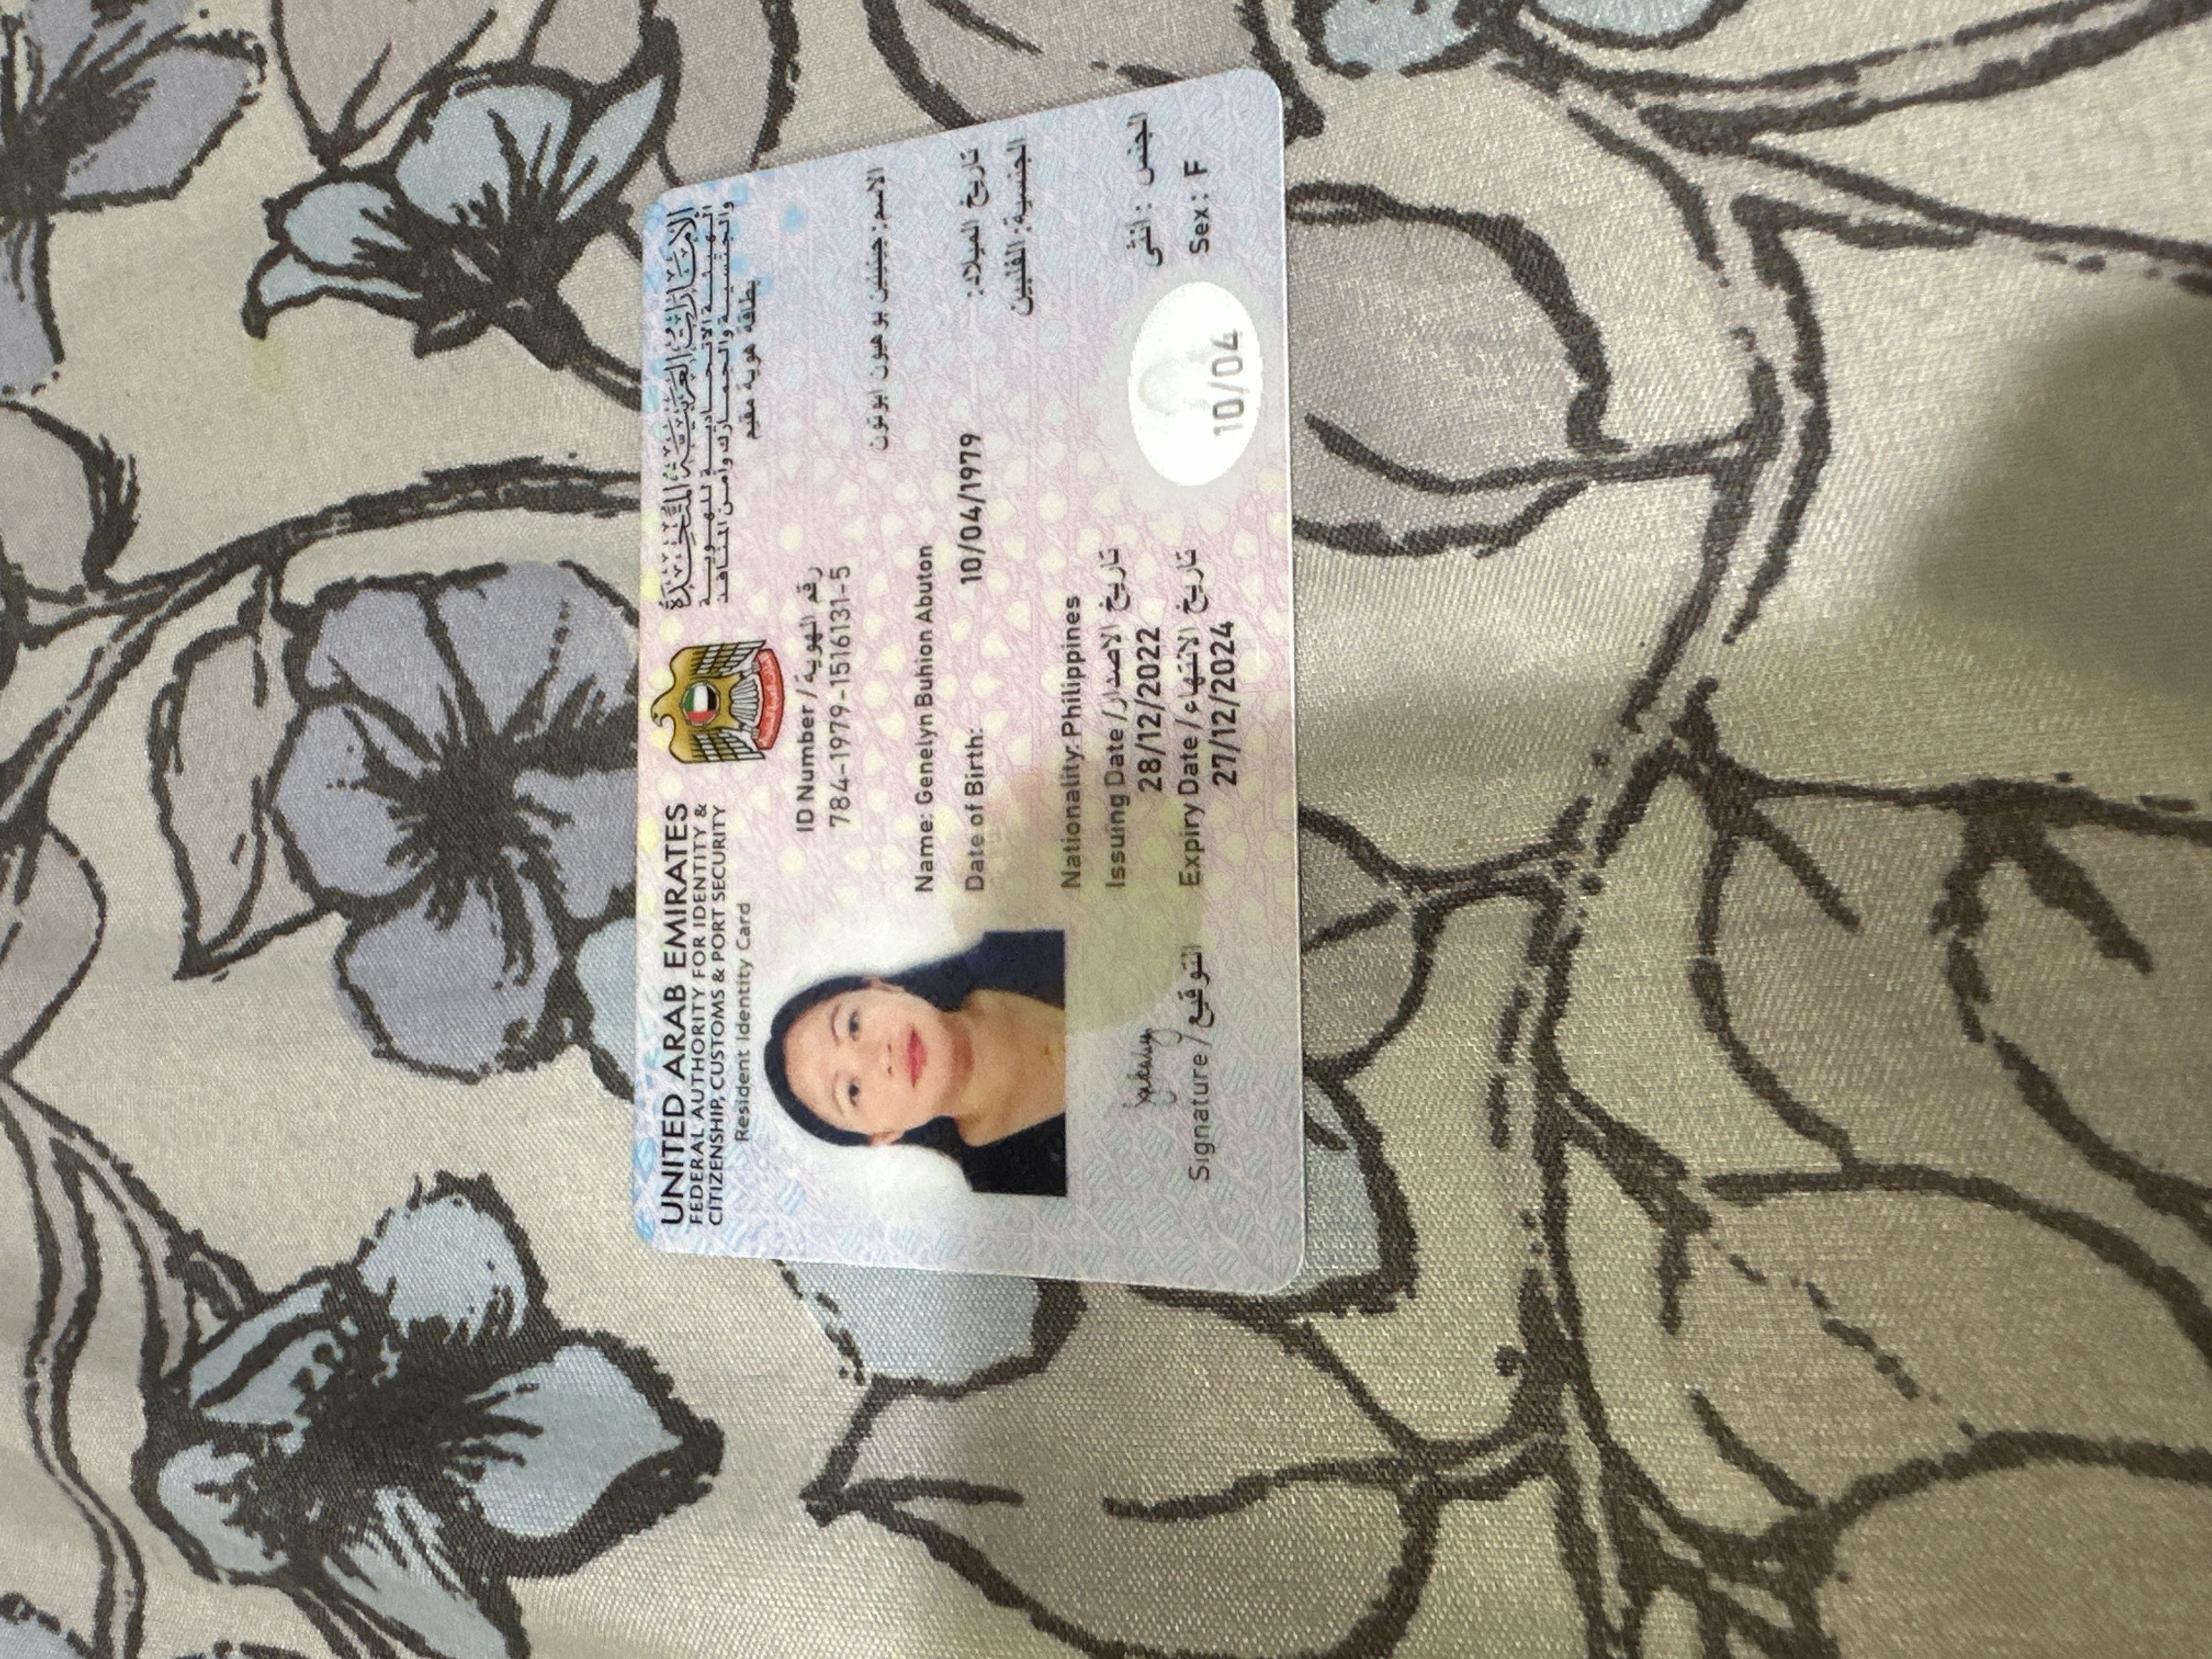 UNITED ARAB EMIRATES
FEDERAL AUTHORITY FOR IDENTITY &
CITIZENSHIP, CUSTOMS & PORT SECURITY
Resident Identity Card
الإمارات العربية المتحدة
الهيئة الاتحادية للهوية
والجنسية والجمارك وأمن المنافذ
بطاقة هوية مقيم
ID Number / رقم الهوية
784-1979-1516131-5
الاسم: جينيلين بوهيون ابوتون
Name: Genelyn Buhion Abuton
Date of Birth: 10/04/1979 تاريخ الميلاد:
الجنسية: الفلبين
Nationality: Philippines
Issuing Date / تاريخ الاصدار
28/12/2022
Expiry Date / تاريخ الانتهاء
27/12/2024
Signature / التوقيع
10/04
الجنس : أنثى
Sex: F